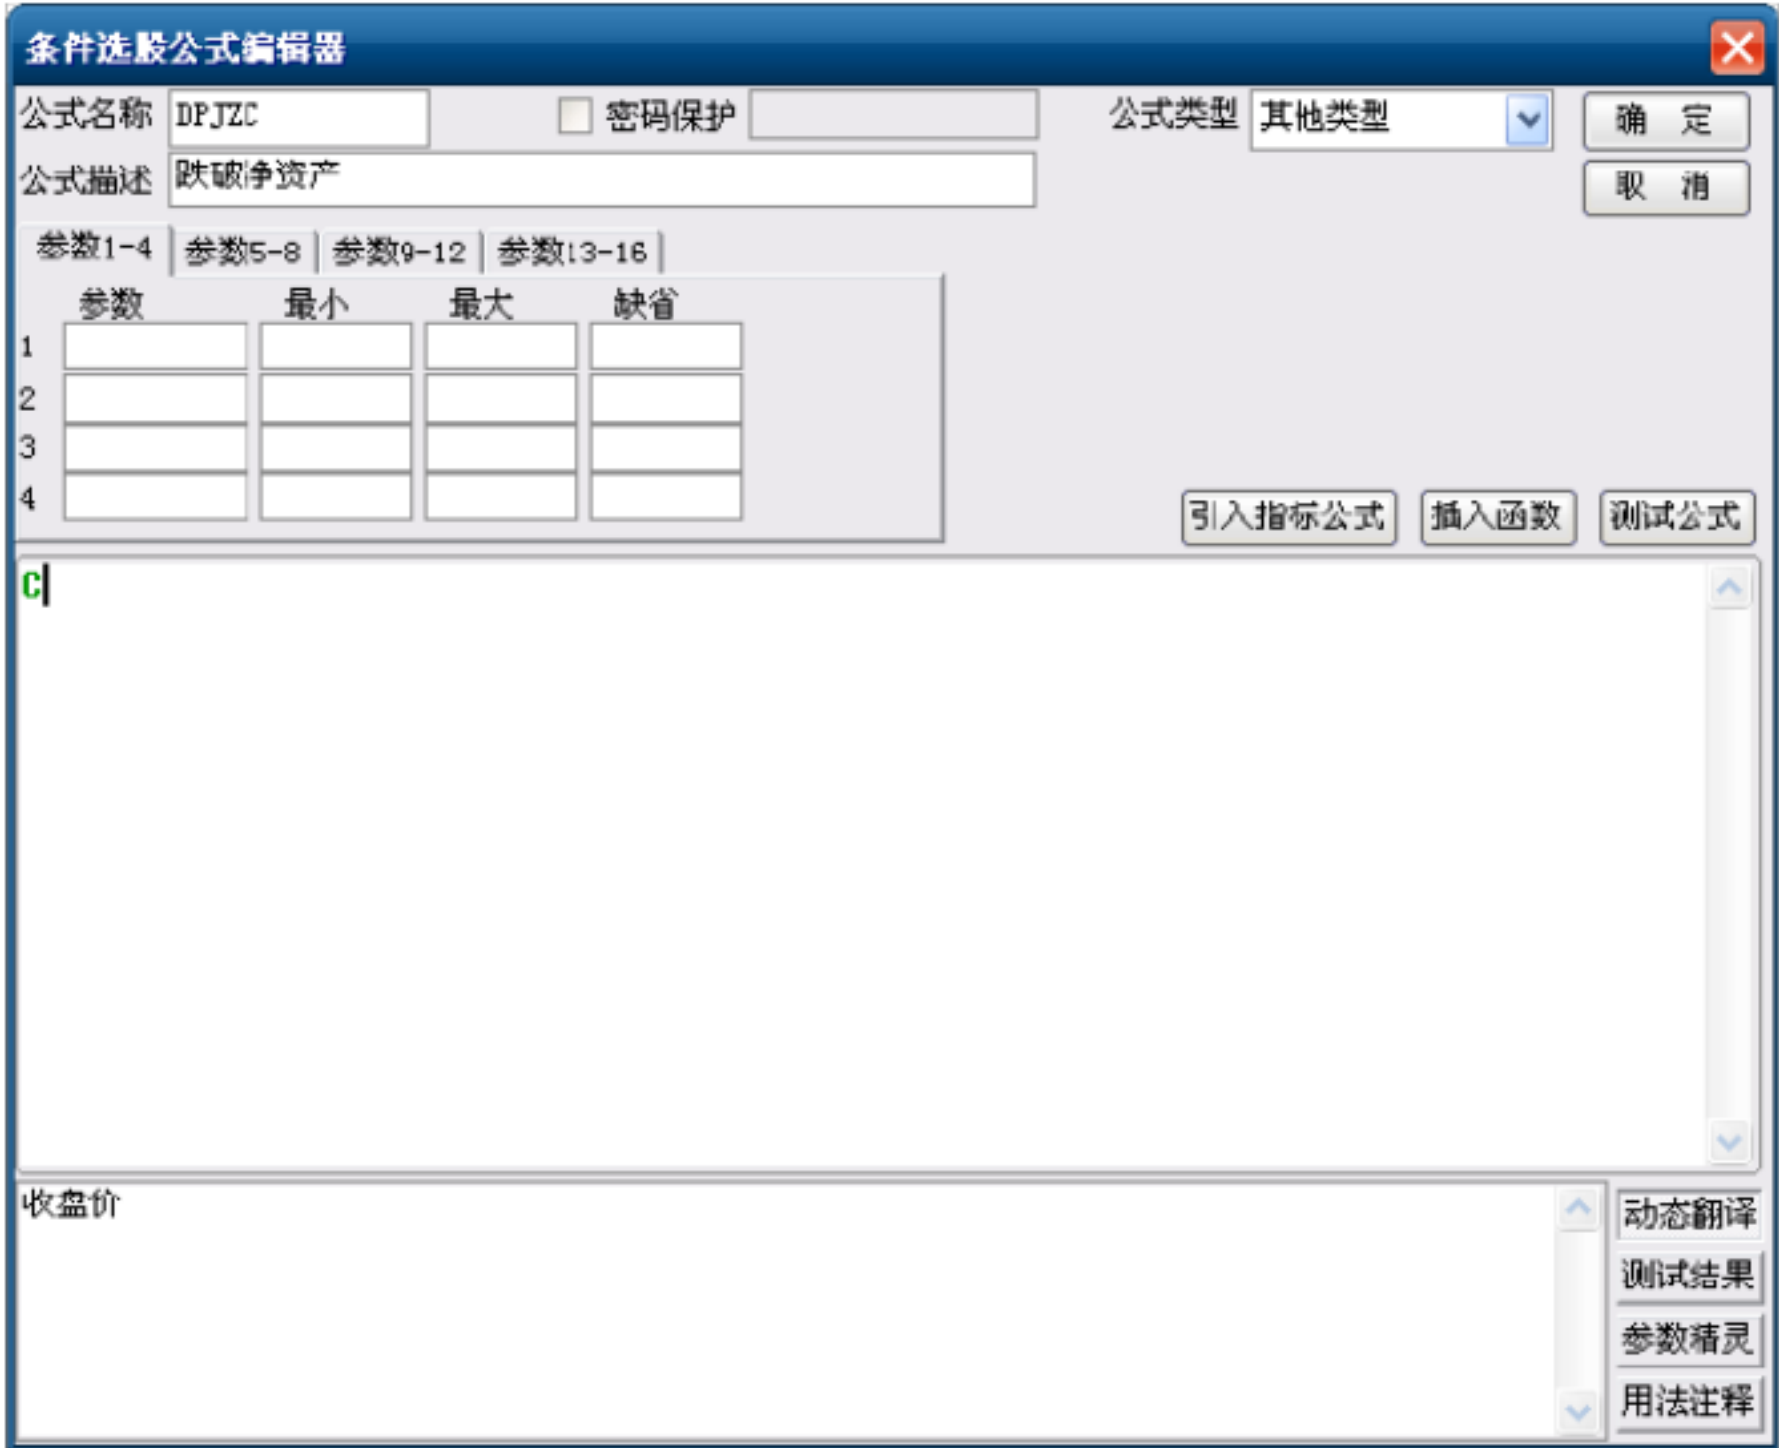 条件选股公式编辑器
公式名称 DPJZC 密码保护 公式类型 其他类型 确 定
公式描述 跌破净资产 取 消
参数1-4 参数5-8 参数9-12 参数13-16
参数 最小 最大 缺省
1
2
3
4
引入指标公式 插入函数 测试公式
C
收盘价
动态翻译
测试结果
参数精灵
用法注释